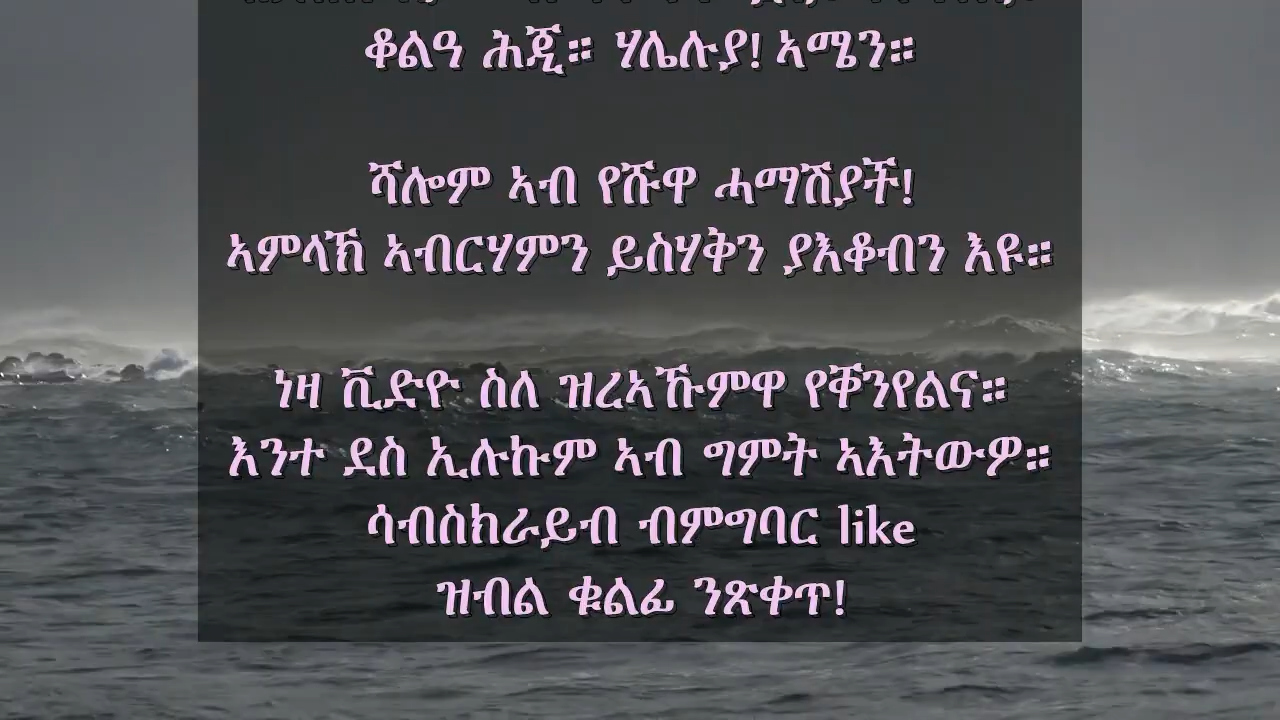 ቆልዓ ሕጂ። ሃሌሉያ! ኣሜን።
ሻሎም ኣብ የሹዋ ሓማሽያች!
ኣምላኽ ኣብርሃምን ይስሃቅን ያእቆብን እዩ።
ነዛ ቪድዮ ስለ ዝረኣኹምዋ የቐንየልና።
እንተ ደስ ኢሉኩም ኣብ ግምት ኣእትውዎ።
ሳብስክራይብ ብምግባር like
ዝብል ቁልፊ ንጽቀጥ!